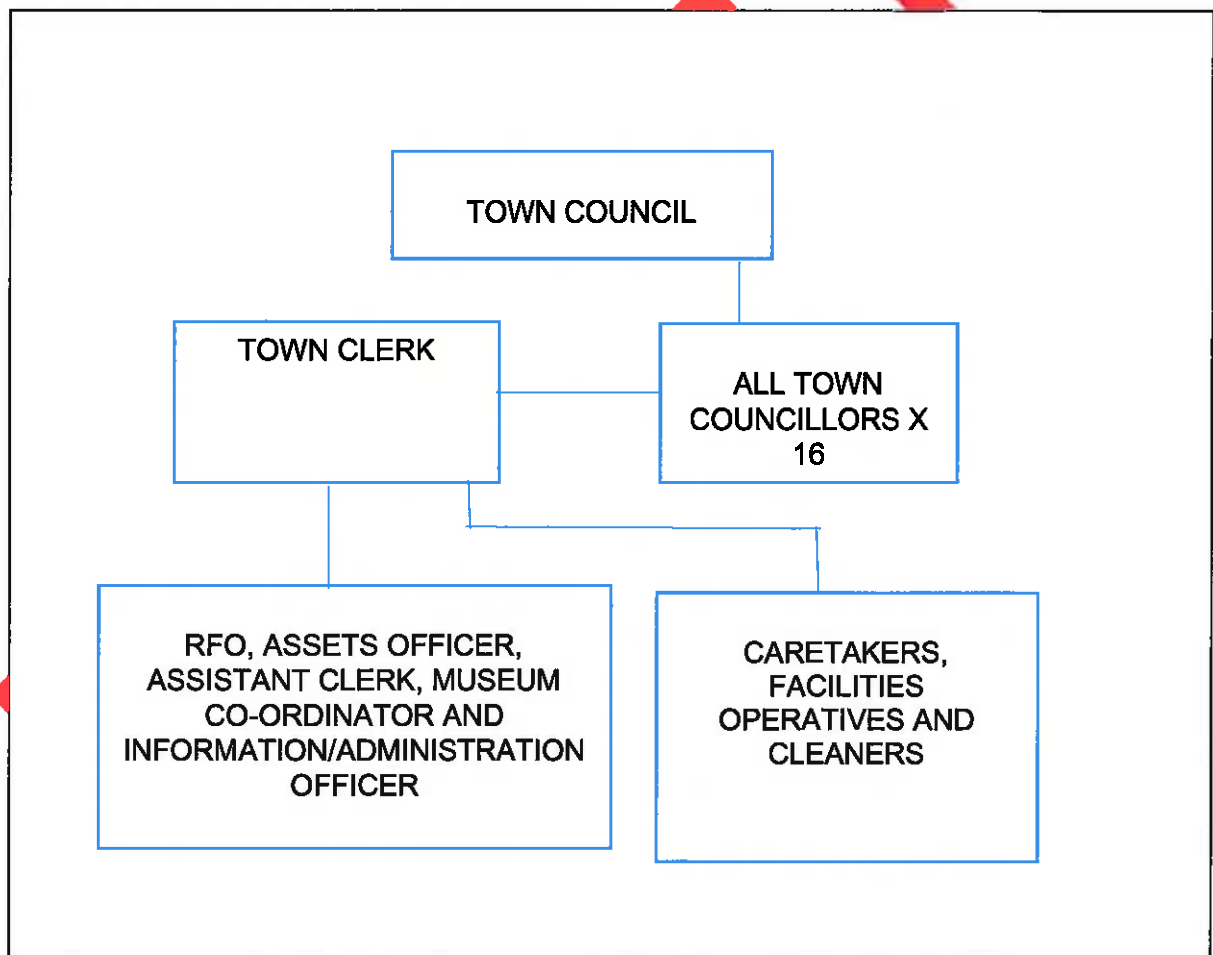 TOWN COUNCIL
TOWN CLERK
ALL TOWN
COUNCILLORS X
16
RFO, ASSETS OFFICER,
ASSISTANT CLERK, MUSEUM
CO-ORDINATOR AND
INFORMATION/ADMINISTRATION
OFFICER
CARETAKERS,
FACILITIES
OPERATIVES AND
CLEANERS